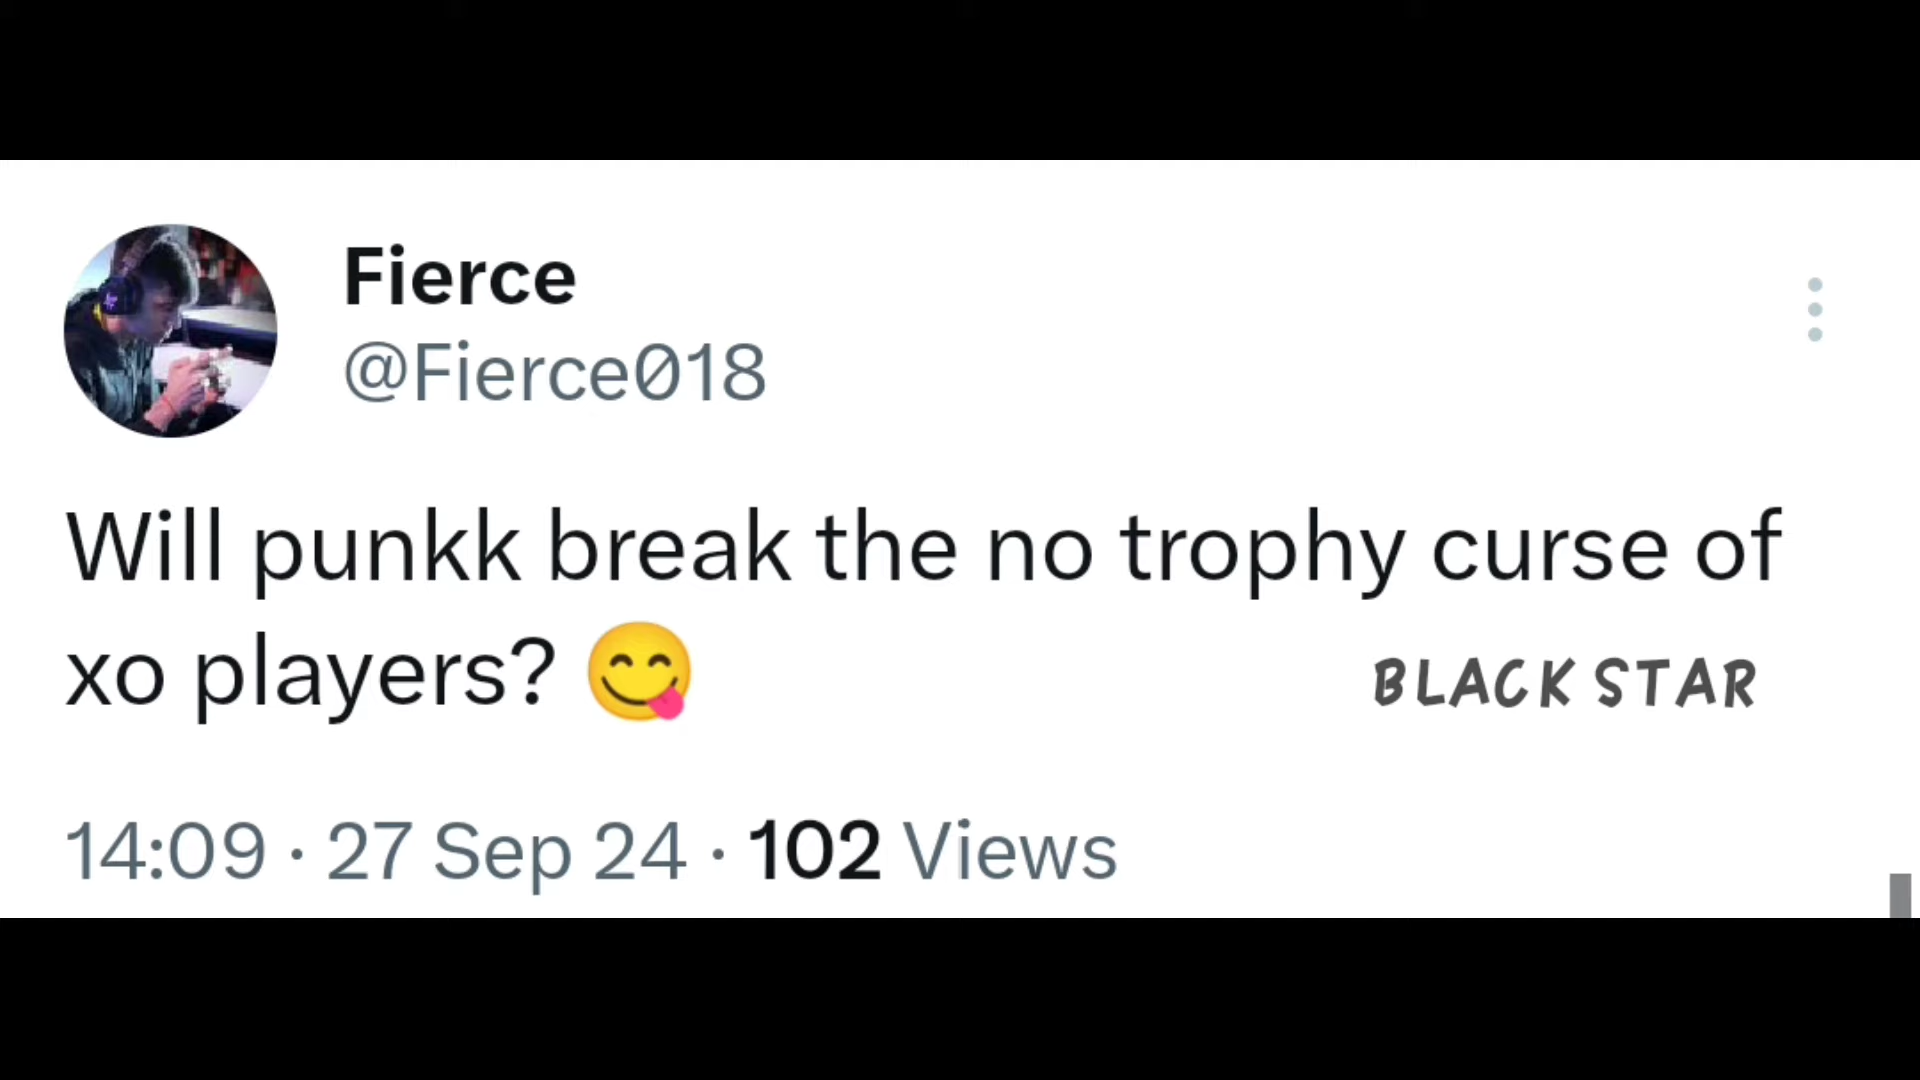 Fierce
@Fierce018
Will punkk break the no trophy curse of
xo players? 😋
BLACK STAR
14:09 · 27 Sep 24 · 102 Views